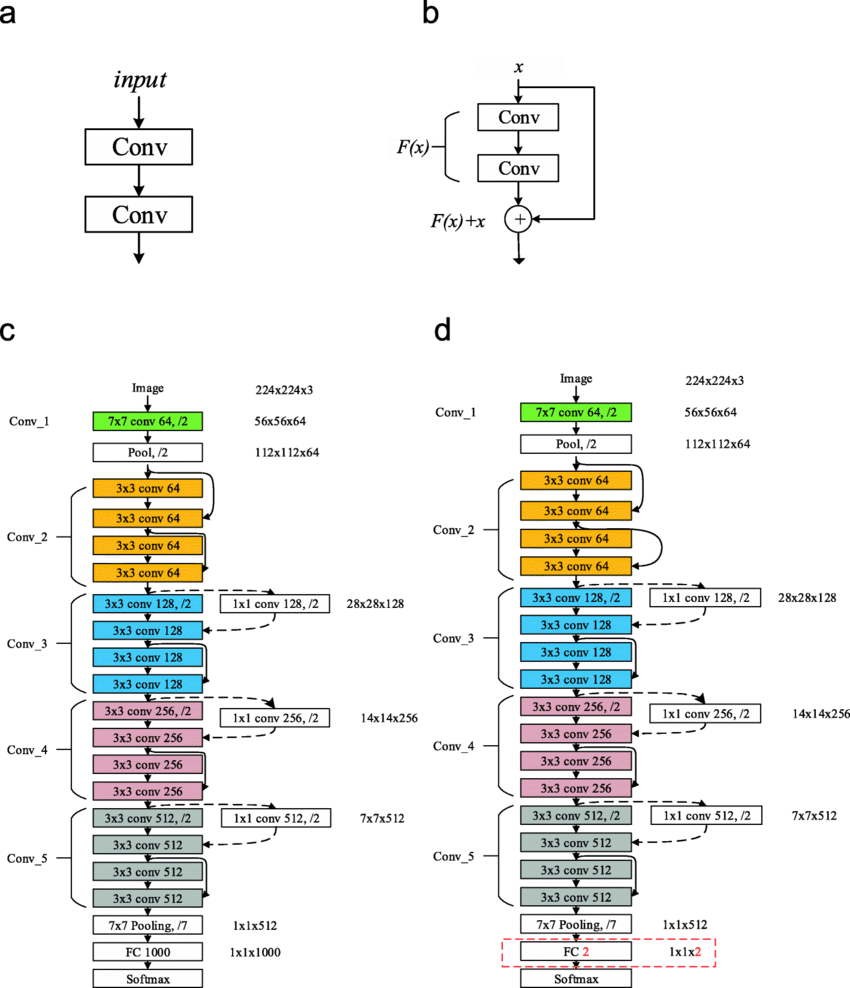 a
input
Conv
Conv
b
x
Conv
F(x)
Conv
F(x)+x
+
c
Image 224x224x3
Conv_1 7x7 conv 64, /2 56x56x64
Pool, /2 112x112x64
3x3 conv 64
3x3 conv 64
Conv_2
3x3 conv 64
3x3 conv 64
3x3 conv 128, /2 1x1 conv 128, /2 28x28x128
3x3 conv 128
Conv_3
3x3 conv 128
3x3 conv 128
3x3 conv 256, /2 1x1 conv 256, /2 14x14x256
3x3 conv 256
Conv_4
3x3 conv 256
3x3 conv 256
3x3 conv 512, /2 1x1 conv 512, /2 7x7x512
3x3 conv 512
Conv_5
3x3 conv 512
3x3 conv 512
7x7 Pooling, /7 1x1x512
FC 1000 1x1x1000
Softmax
d
Image 224x224x3
Conv_1 7x7 conv 64, /2 56x56x64
Pool, /2 112x112x64
3x3 conv 64
3x3 conv 64
Conv_2
3x3 conv 64
3x3 conv 64
3x3 conv 128, /2 1x1 conv 128, /2 28x28x128
3x3 conv 128
Conv_3
3x3 conv 128
3x3 conv 128
3x3 conv 256, /2 1x1 conv 256, /2 14x14x256
3x3 conv 256
Conv_4
3x3 conv 256
3x3 conv 256
3x3 conv 512, /2 1x1 conv 512, /2 7x7x512
3x3 conv 512
Conv_5
3x3 conv 512
3x3 conv 512
7x7 Pooling, /7 1x1x512
FC 2 1x1x2
Softmax